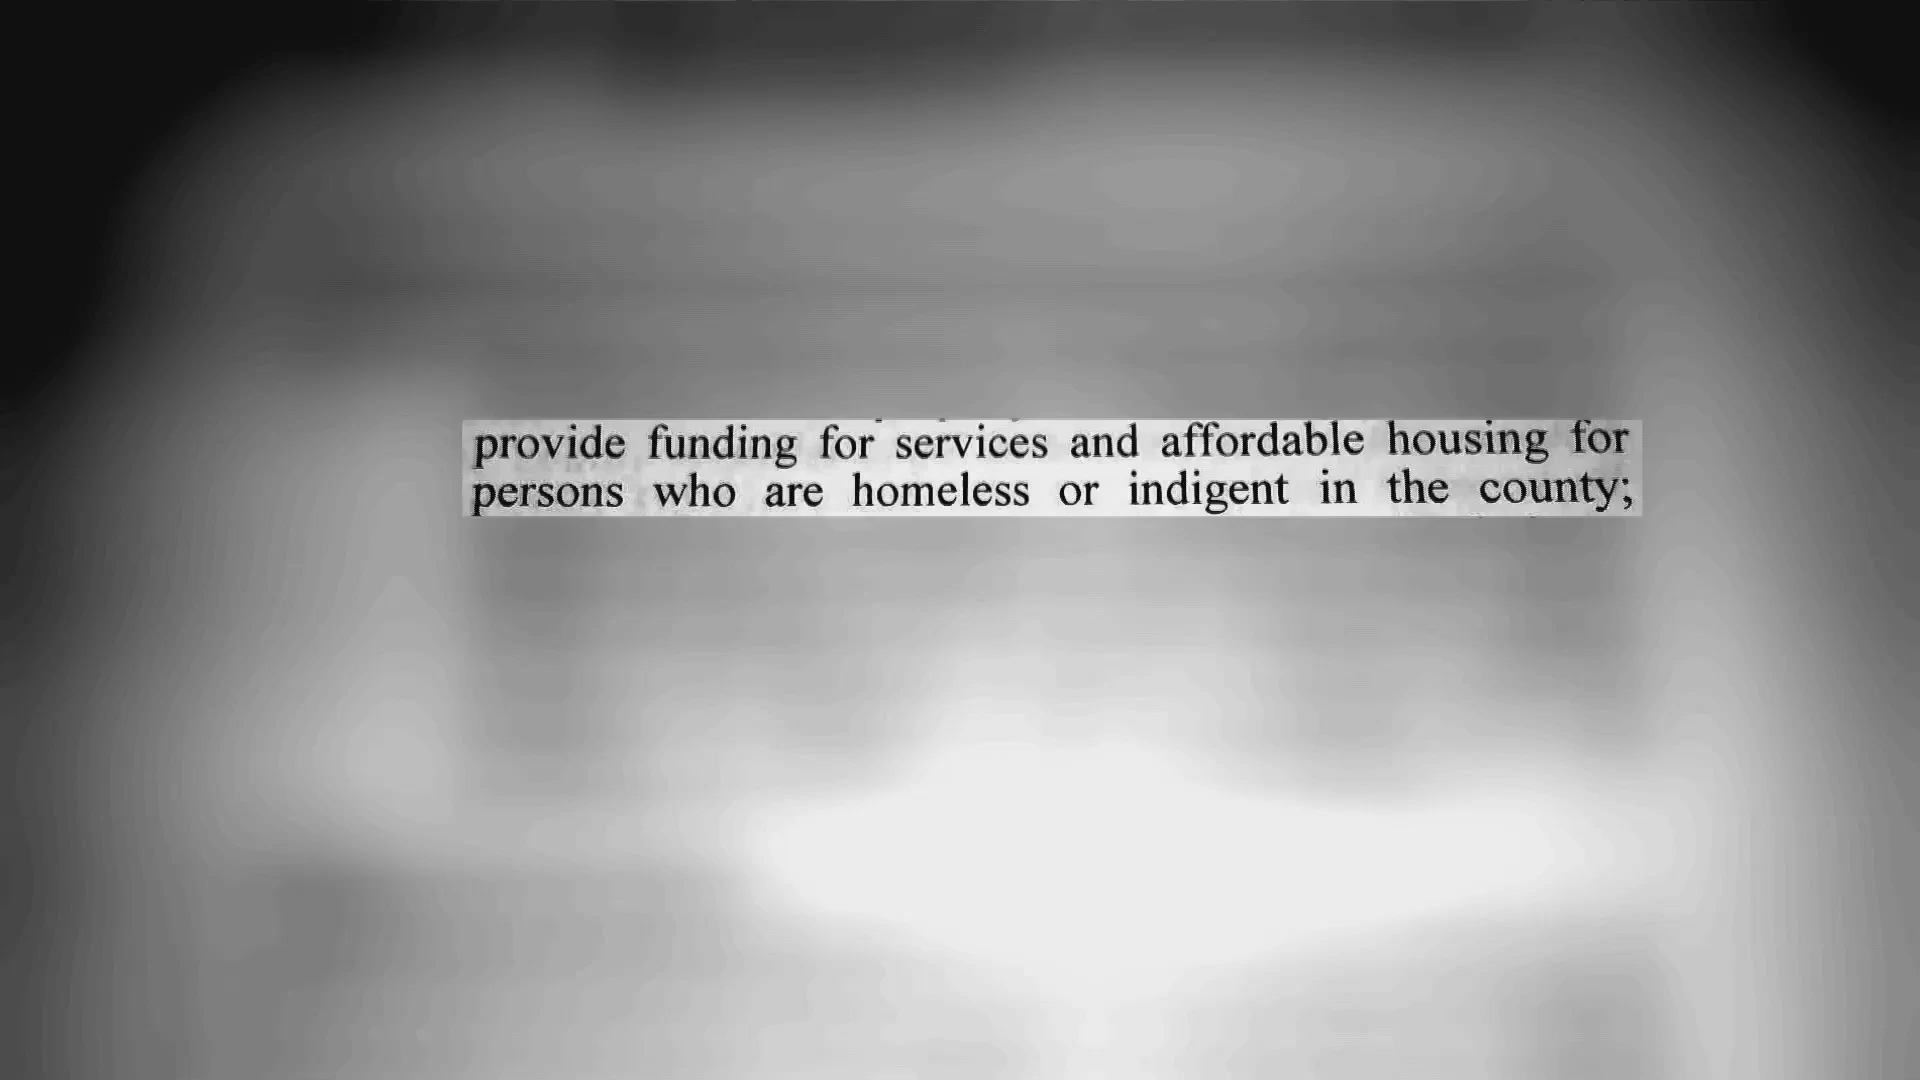 provide funding for services and affordable housing for
persons who are homeless or indigent in the county;